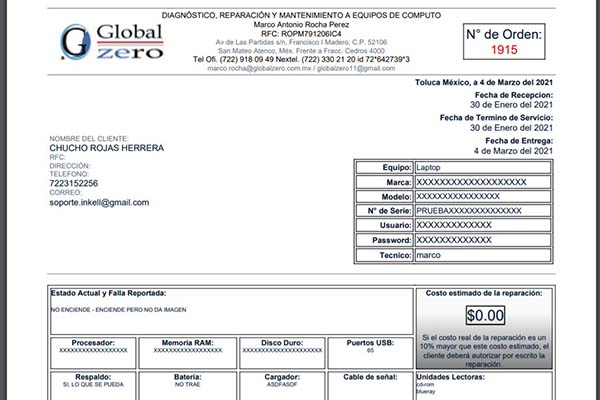 Global
zero
DIAGNÓSTICO, REPARACIÓN Y MANTENIMIENTO A EQUIPOS DE COMPUTO
Marco Antonio Rocha Perez
RFC: ROPM791206IC4
Av de Las Partidas s/n, Francisco I Madero, C.P. 52106
San Mateo Atenco, Méx. Frente a Fracc. Cedros 4000
Tel Ofi. (722) 918 09 49 Nextel. (722) 330 21 20 id 72*642739*3
marco.rocha@globalzero.com.mx / globalzero11@gmail.com
N° de Orden:
1915
Toluca México, a 4 de Marzo del 2021
Fecha de Recepcion:
30 de Enero del 2021
Fecha de Termino de Servicio:
30 de Enero del 2021
Fecha de Entrega:
4 de Marzo del 2021
NOMBRE DEL CLIENTE:
CHUCHO ROJAS HERRERA
RFC:
DIRECCIÓN:
TELEFONO:
7223152256
CORREO:
soporte.inkell@gmail.com
Equipo: Laptop
Marca: XXXXXXXXXXXXXXXXXXX
Modelo: XXXXXXXXXXXXXXXX
N° de Serie: PRUEBAXXXXXXXXXXXXXX
Usuario: XXXXXXXXXXXXX
Password: XXXXXXXXXXXXX
Tecnico: marco
Estado Actual y Falla Reportada:
NO ENCIENDE - ENCIENDE PERO NO DA IMAGEN
Costo estimado de la reparación:
$0.00
Si el costo real de la reparación es un
10% mayor que este costo estimado, el
cliente deberá autorizar por escrito la
reparación.
Procesador: Memoria RAM: Disco Duro: Puertos USB:
XXXXXXXXXXXXXXXXXX XXXXXXXXXXXXXXXXXX XXXXXXXXXXXXXXXXXXXXX 65
Respaldo: Batería: Cargador: Cable de señal: Unidades Lectoras:
SI, LO QUE SE PUEDA NO TRAE ASDFASDF cd-rom
blueray